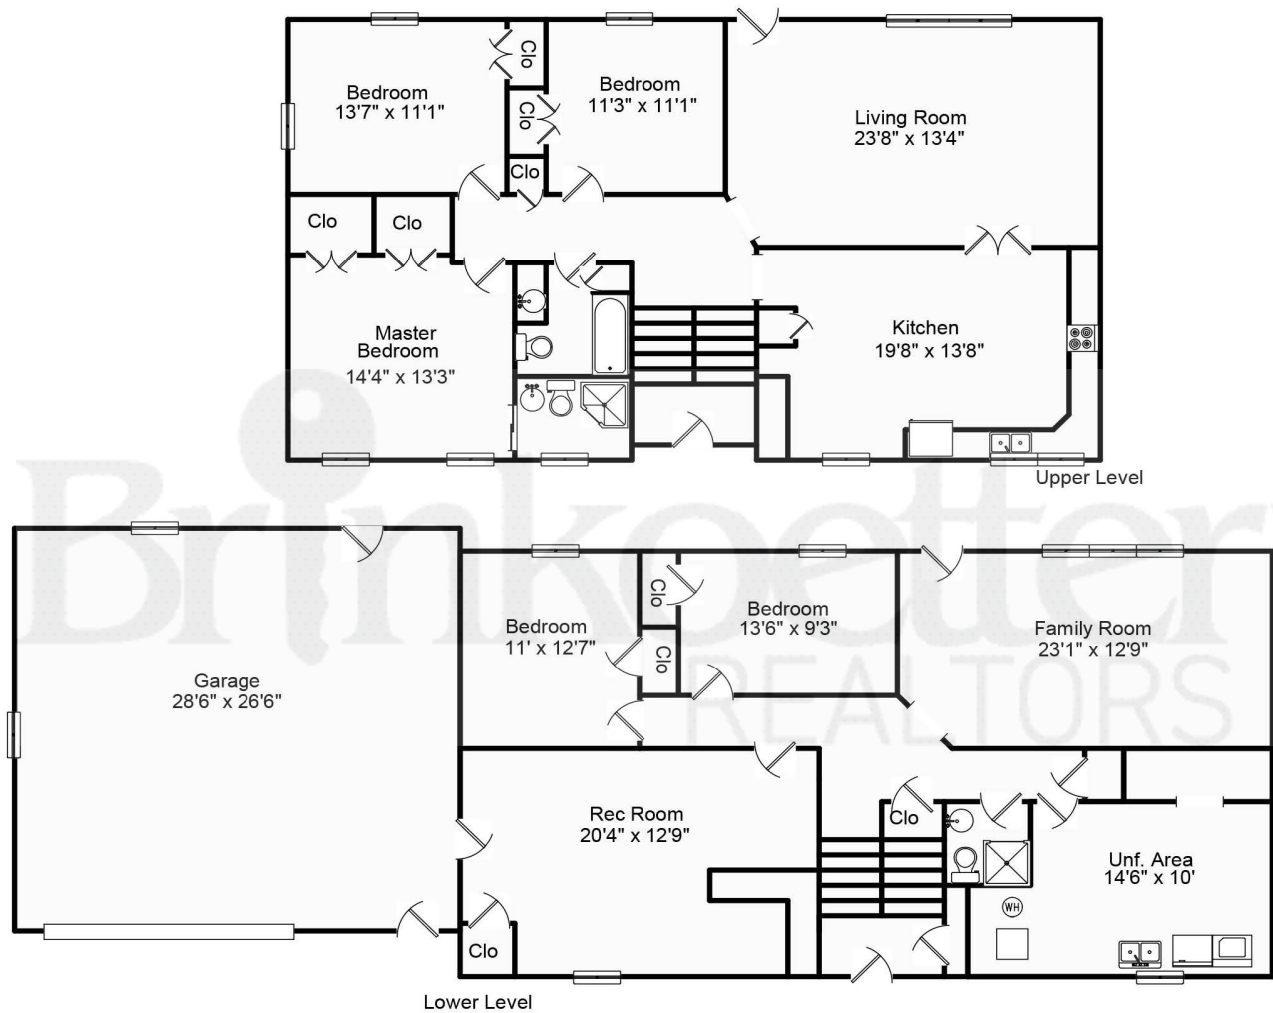 Bedroom
13'7" x 11'1"
Clo
Clo
Clo
Bedroom
11'3" x 11'1"
Living Room
23'8" x 13'4"
Clo
Clo
Master
Bedroom
14'4" x 13'3"
Kitchen
19'8" x 13'8"
Upper Level
Brinkoetter
REALTORS
Garage
28'6" x 26'6"
Bedroom
11' x 12'7"
Clo
Clo
Bedroom
13'6" x 9'3"
Family Room
23'1" x 12'9"
Rec Room
20'4" x 12'9"
Clo
Clo
Unf. Area
14'6" x 10'
WH
Lower Level